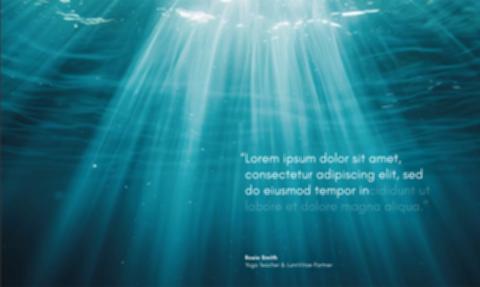 "Lorem ipsum dolor sit amet,
consectetur adipiscing elit, sed
do eiusmod tempor incididunt ut
labore et dolore magna aliqua."
Rosie Smith
Yoga Teacher & Partner